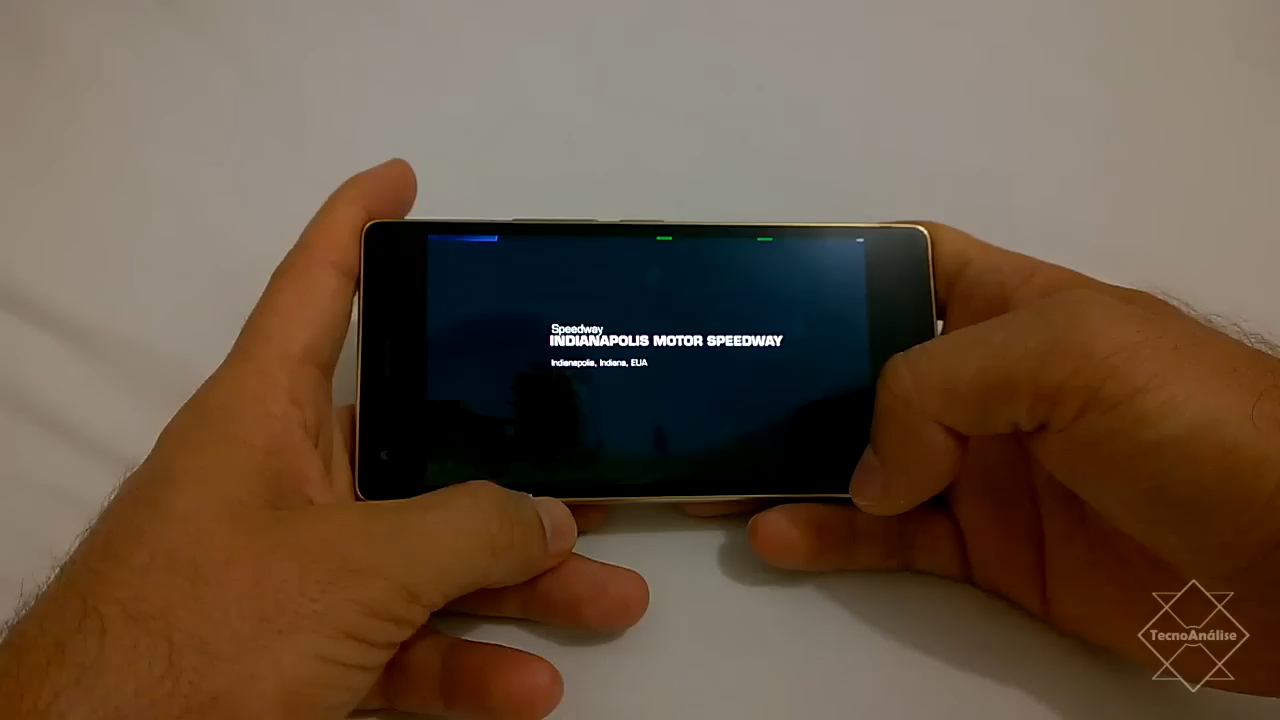 Speedway
INDIANAPOLIS MOTOR SPEEDWAY
Indianapolis, Indiana, EUA
TecnoAnálise